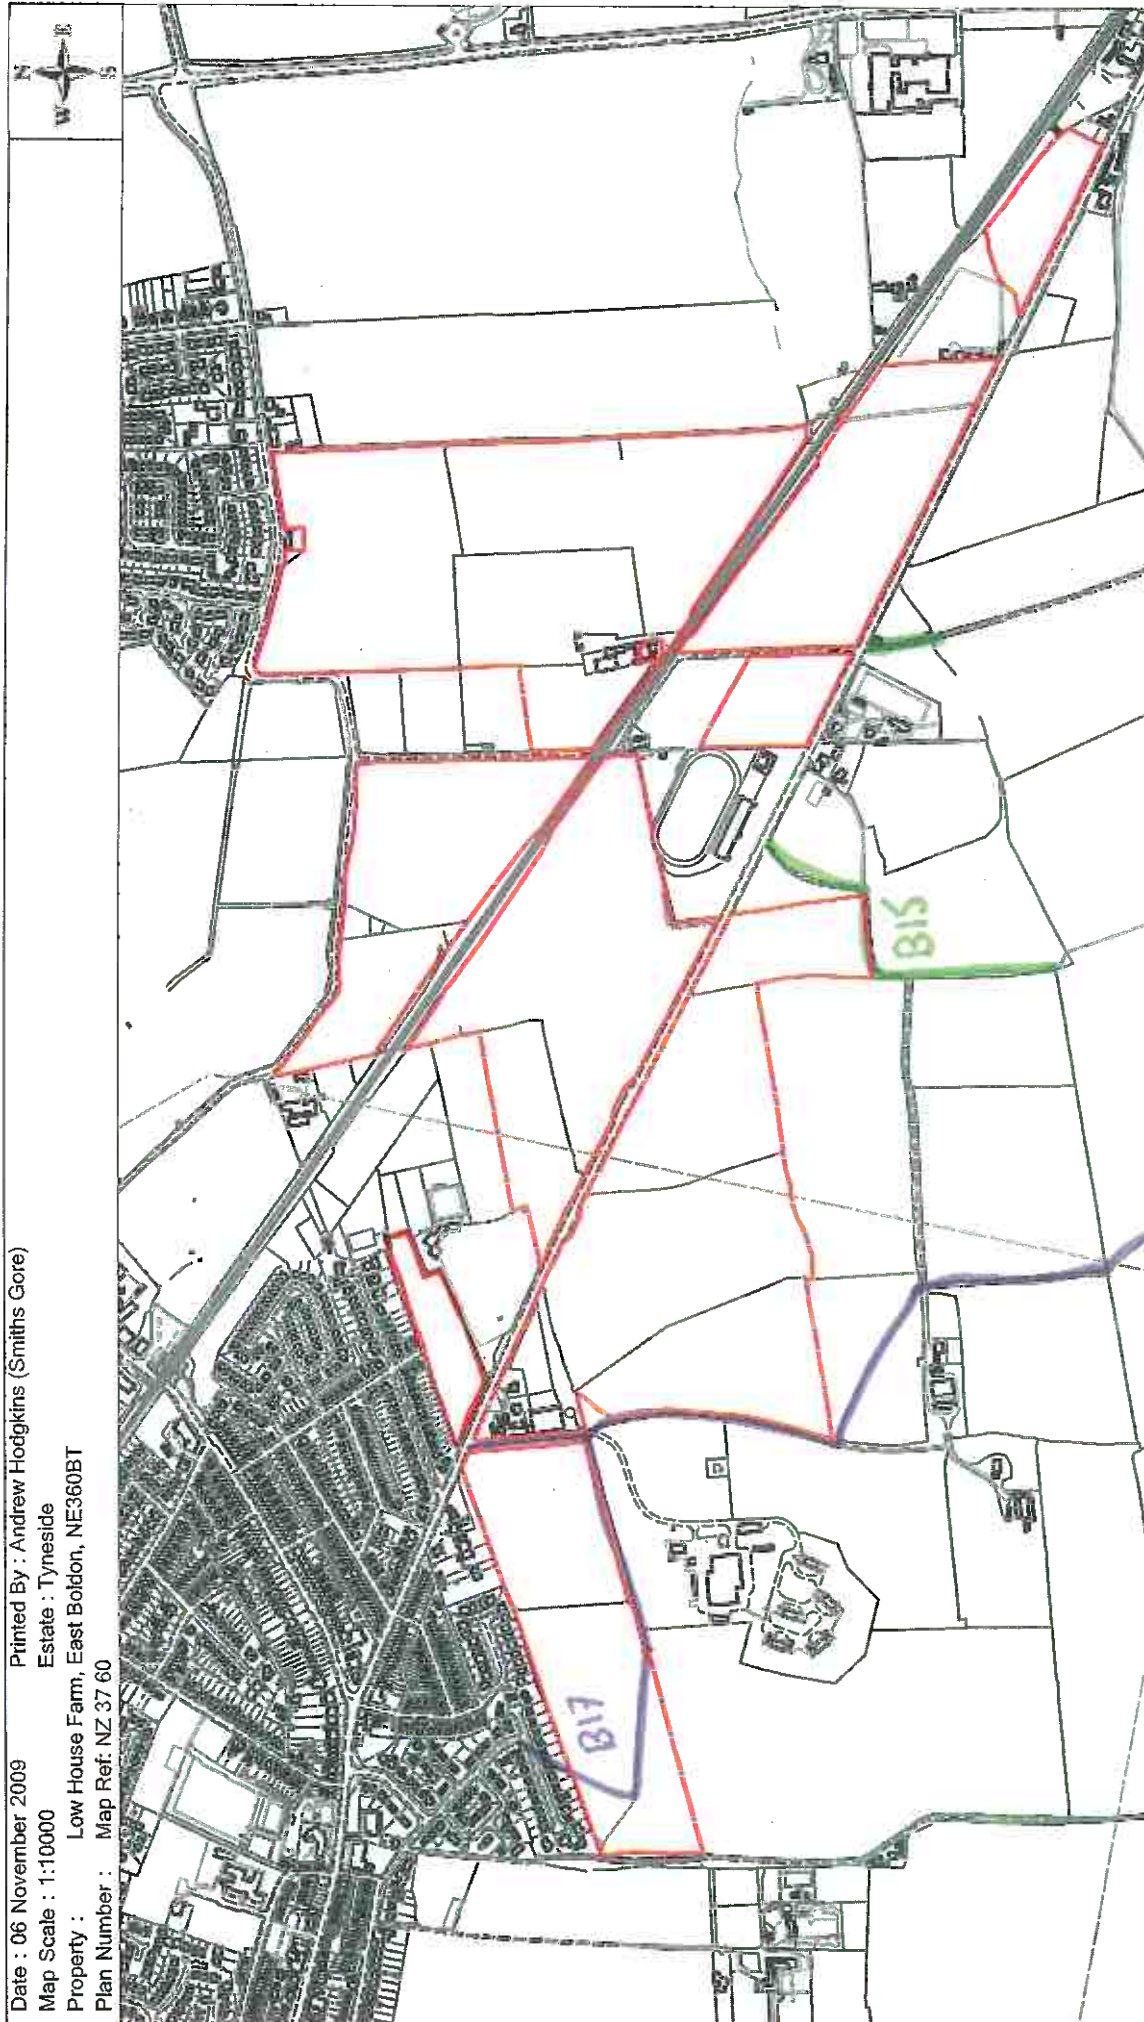 Date : 06 November 2009 Printed By : Andrew Hodgkins (Smiths Gore)
Map Scale : 1:10000 Estate : Tyneside
Property : Low House Farm, East Boldon, NE360BT
Plan Number : Map Ref: NZ 37 60
N
W E
S
B17
B15